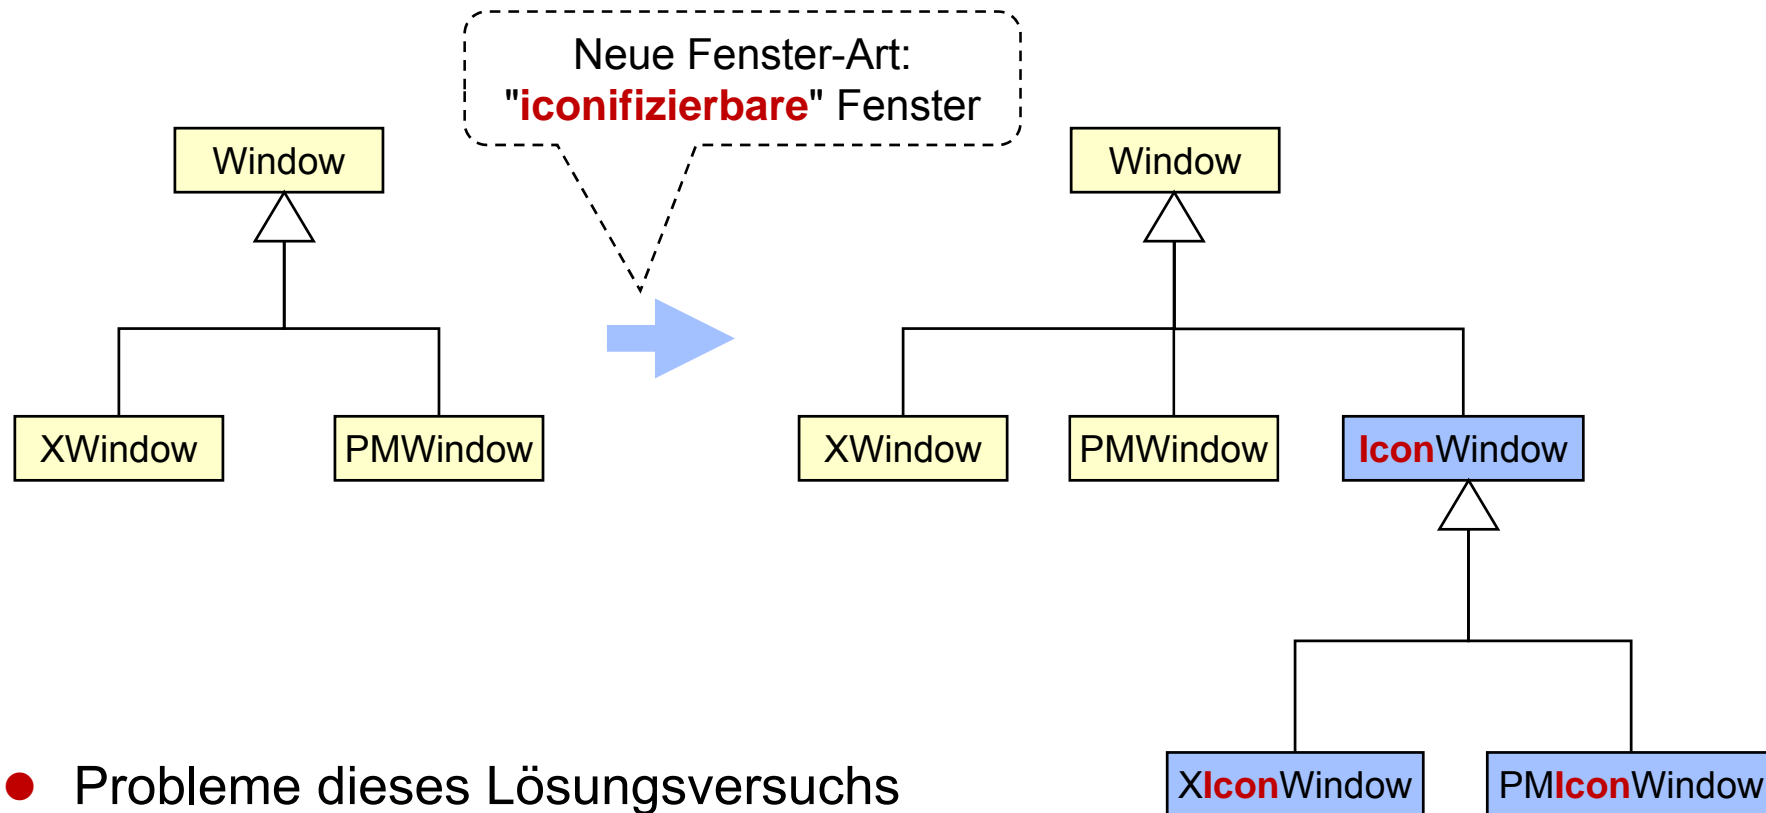 Neue Fenster-Art:
"iconifizierbare" Fenster
Window
Window
XWindow
PMWindow
XWindow
PMWindow
IconWindow
Probleme dieses Lösungsversuchs
XIconWindow
PMIconWindow